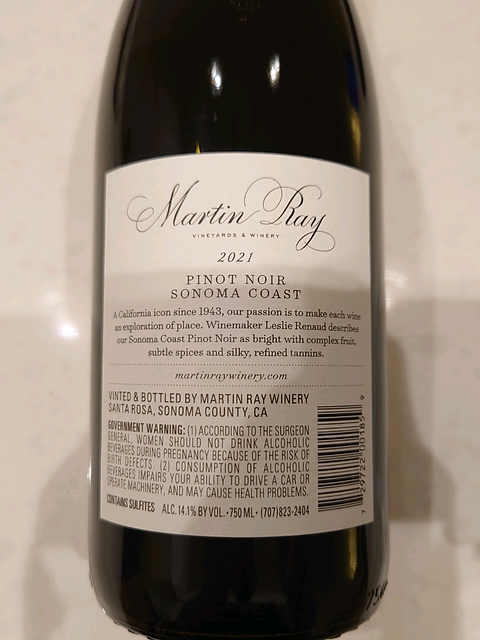 Martin Ray
VINEYARDS & WINERY
2021
PINOT NOIR
SONOMA COAST
A California icon since 1943, our passion is to make each wine
an exploration of place. Winemaker Leslie Renaud describes
our Sonoma Coast Pinot Noir as bright with complex fruit,
subtle spices and silky, refined tannins.
martinraywinery.com
VINTED & BOTTLED BY MARTIN RAY WINERY
SANTA ROSA, SONOMA COUNTY, CA
GOVERNMENT WARNING: (1) ACCORDING TO THE SURGEON
GENERAL, WOMEN SHOULD NOT DRINK ALCOHOLIC
BEVERAGES DURING PREGNANCY BECAUSE OF THE RISK OF
BIRTH DEFECTS. (2) CONSUMPTION OF ALCOHOLIC
BEVERAGES IMPAIRS YOUR ABILITY TO DRIVE A CAR OR
OPERATE MACHINERY, AND MAY CAUSE HEALTH PROBLEMS.
CONTAINS SULFITES ALC. 14.1% BY VOL. • 750 ML • (707) 823-2404